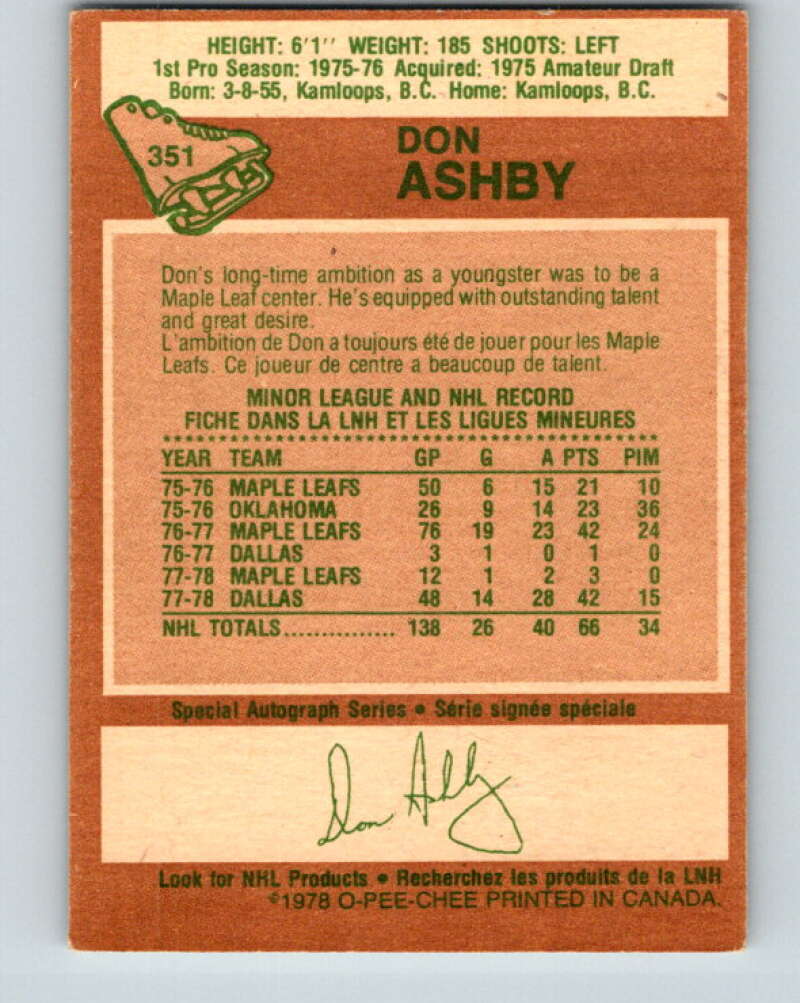 HEIGHT: 6'1'' WEIGHT: 185 SHOOTS: LEFT
1st Pro Season: 1975-76 Acquired: 1975 Amateur Draft
Born: 3-8-55, Kamloops, B.C. Home: Kamloops, B.C.
351
DON
ASHBY
Don's long-time ambition as a youngster was to be a
Maple Leaf center. He's equipped with outstanding talent
and great desire.
L'ambition de Don a toujours été de jouer pour les Maple
Leafs. Ce joueur de centre a beaucoup de talent.
MINOR LEAGUE AND NHL RECORD
FICHE DANS LA LNH ET LES LIGUES MINEURES
YEAR TEAM GP G A PTS PIM
75-76 MAPLE LEAFS 50 6 15 21 10
75-76 OKLAHOMA 26 9 14 23 36
76-77 MAPLE LEAFS 76 19 23 42 24
76-77 DALLAS 3 1 0 1 0
77-78 MAPLE LEAFS 12 1 2 3 0
77-78 DALLAS 48 14 28 42 15
NHL TOTALS............... 138 26 40 66 34
Special Autograph Series • Série signée spéciale
Don Ashby
Look for NHL Products • Recherchez les produits de la LNH
©1978 O-PEE-CHEE PRINTED IN CANADA.